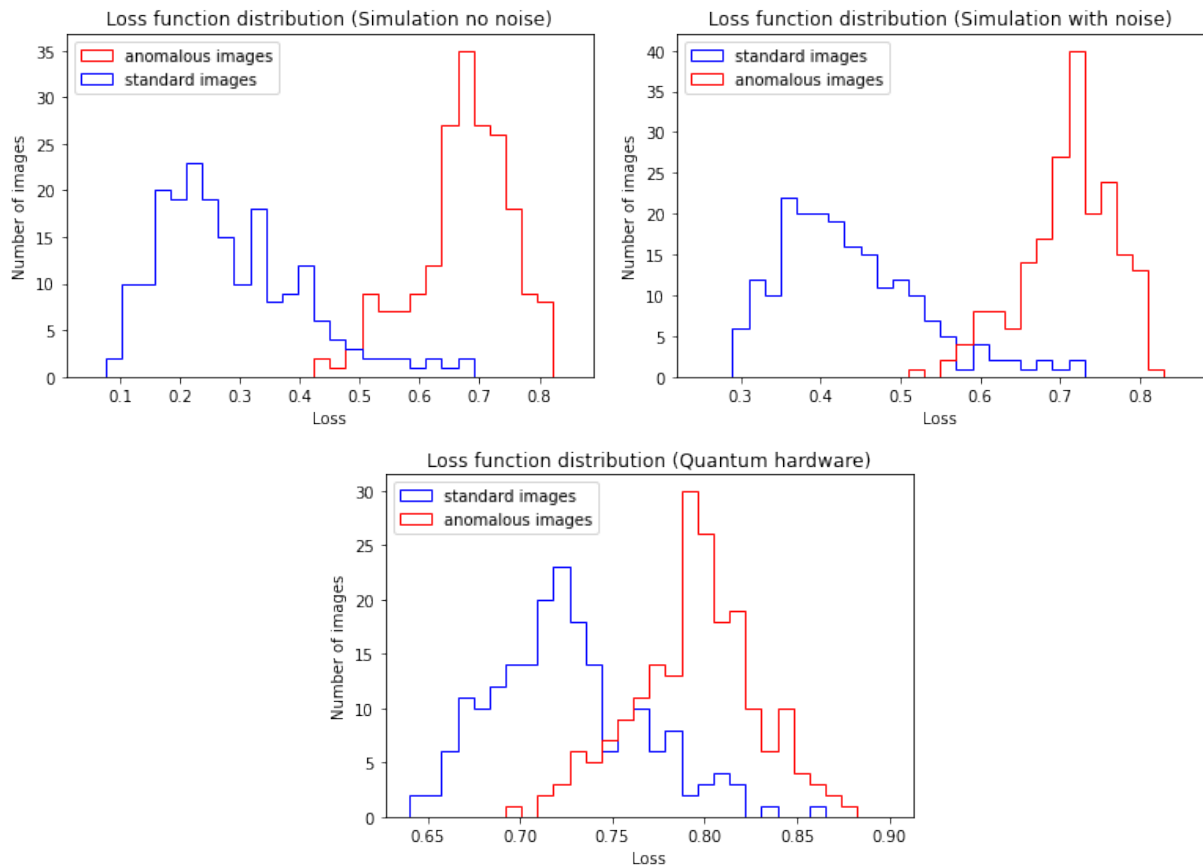 Loss function distribution (Simulation no noise)
anomalous images
standard images
Number of images
35
30
25
20
15
10
5
0
0.1 0.2 0.3 0.4 0.5 0.6 0.7 0.8
Loss
Loss function distribution (Simulation with noise)
standard images
anomalous images
Number of images
40
35
30
25
20
15
10
5
0
0.3 0.4 0.5 0.6 0.7 0.8
Loss
Loss function distribution (Quantum hardware)
standard images
anomalous images
Number of images
30
25
20
15
10
5
0
0.65 0.70 0.75 0.80 0.85 0.90
Loss